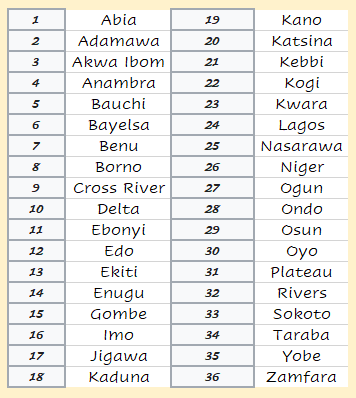 1 Abia 19 Kano
2 Adamawa 20 Katsina
3 Akwa Ibom 21 Kebbi
4 Anambra 22 Kogi
5 Bauchi 23 Kwara
6 Bayelsa 24 Lagos
7 Benu 25 Nasarawa
8 Borno 26 Niger
9 Cross River 27 Ogun
10 Delta 28 Ondo
11 Ebonyi 29 Osun
12 Edo 30 Oyo
13 Ekiti 31 Plateau
14 Enugu 32 Rivers
15 Gombe 33 Sokoto
16 Imo 34 Taraba
17 Jigawa 35 Yobe
18 Kaduna 36 Zamfara